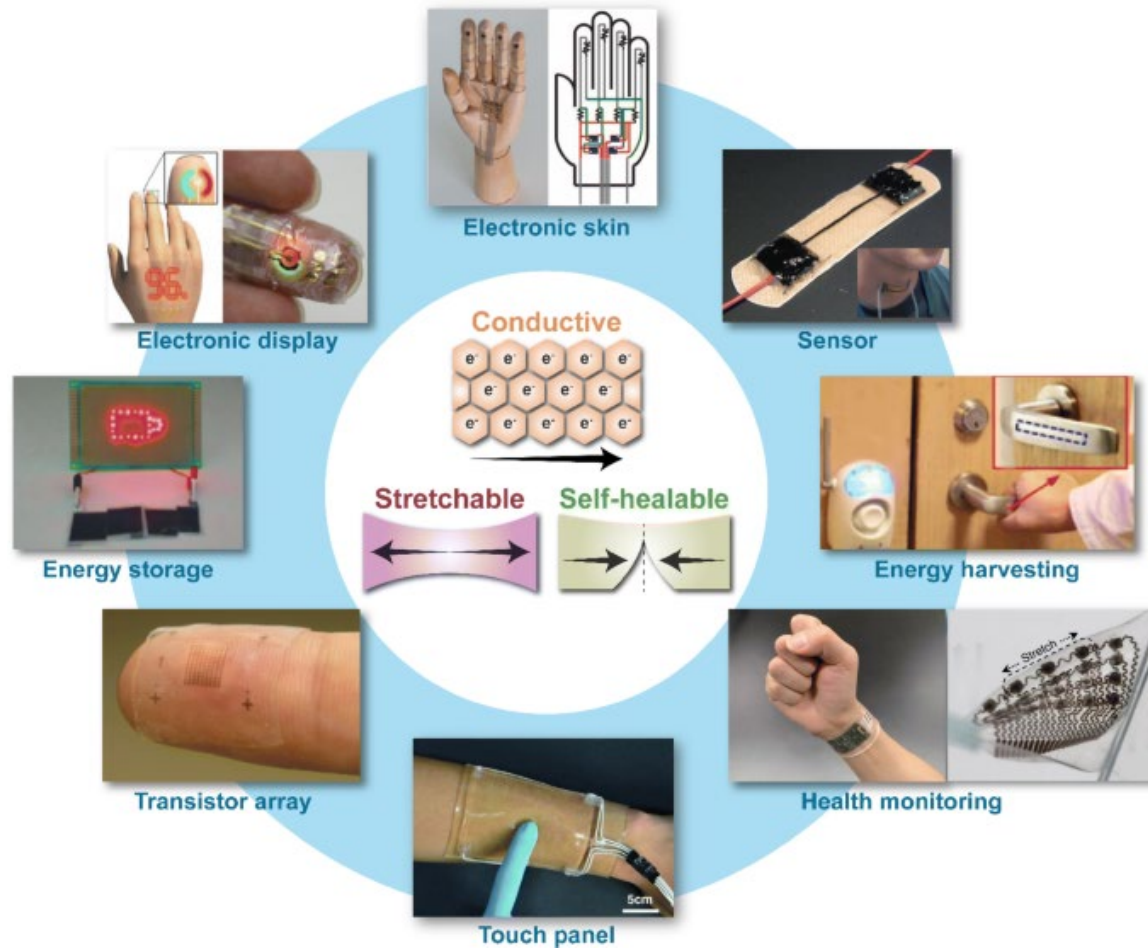 Electronic skin
96
Electronic display
Sensor
Conductive
e⁻ e⁻ e⁻ e⁻ e⁻
e⁻ e⁻ e⁻ e⁻
e⁻ e⁻ e⁻ e⁻ e⁻
Stretchable
Self-healable
Energy storage
Energy harvesting
Stretch
Transistor array
Health monitoring
5cm
Touch panel